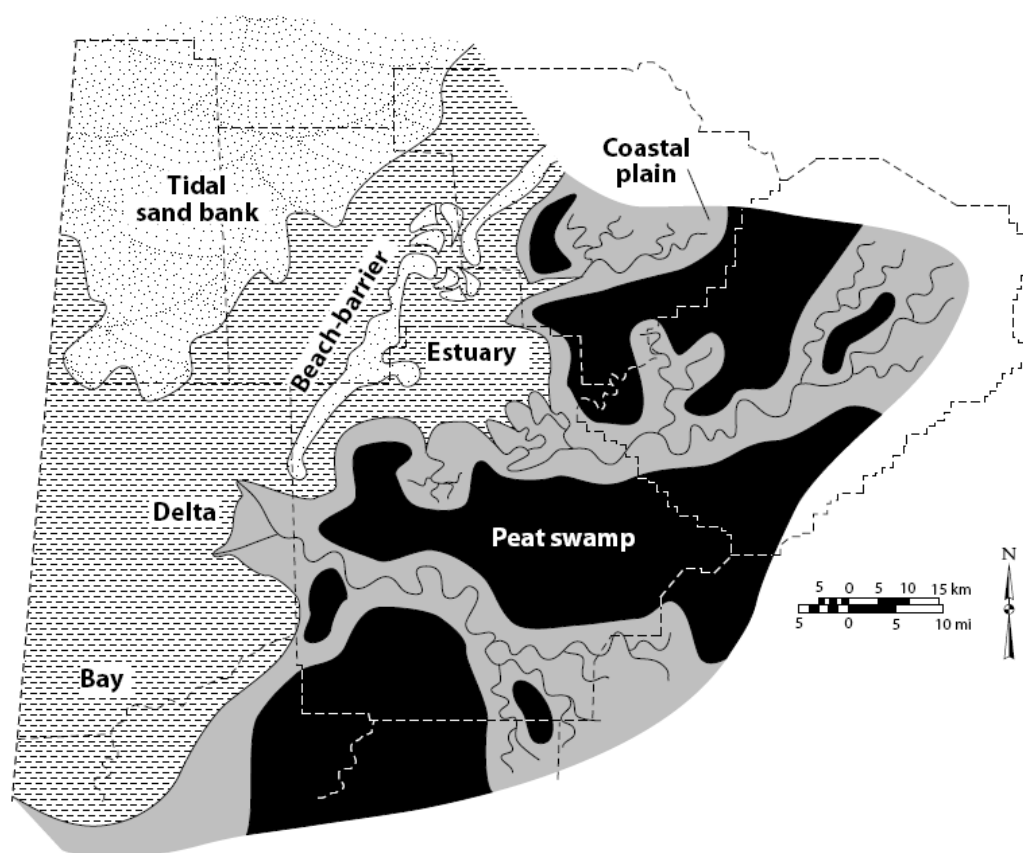 Coastal
plain
Tidal
sand bank
Beach-barrier
Estuary
Delta
Peat swamp
N
5 0 5 10 15 km
5 0 5 10 mi
Bay